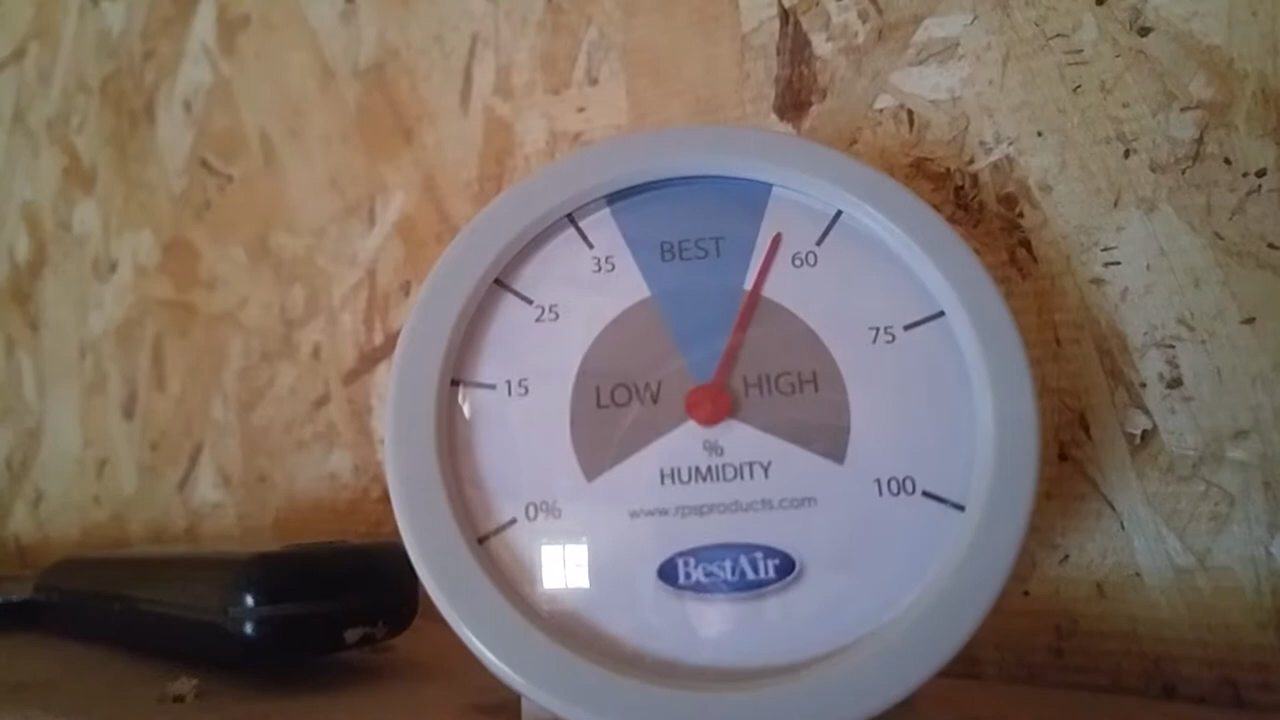 BEST
35
60
25
75
15
LOW
HIGH
%
HUMIDITY
100
0%
www.rpsproducts.com
BestAir